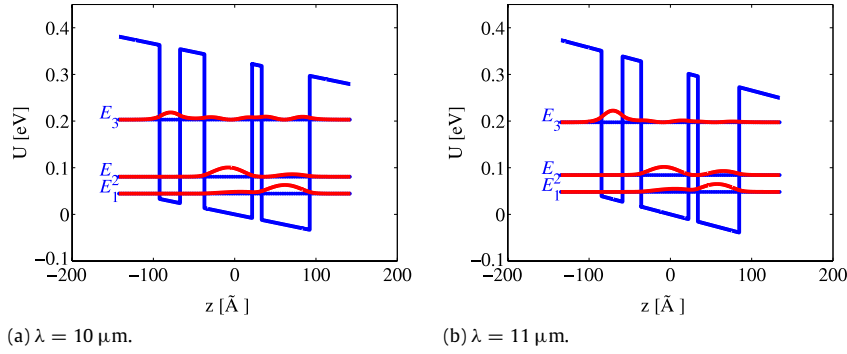 0.4
0.3
0.2
0.1
0
−0.1
U [eV]
E3
E2
E1
−200
−100
0
100
200
z [Ã ]
(a) λ = 10 μm.
0.4
0.3
0.2
0.1
0
−0.1
U [eV]
E3
E2
E1
−200
−100
0
100
200
z [Ã ]
(b) λ = 11 μm.